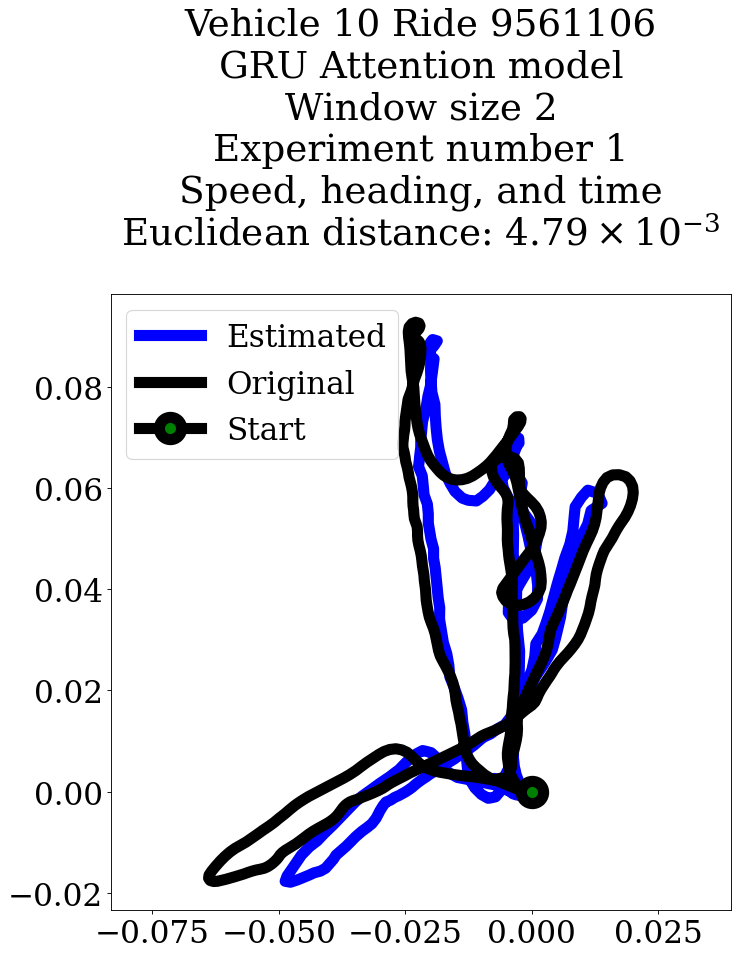 Vehicle 10 Ride 9561106
GRU Attention model
Window size 2
Experiment number 1
Speed, heading, and time
Euclidean distance: 4.79 × 10⁻³
Estimated
Original
Start
0.08
0.06
0.04
0.02
0.00
−0.02
−0.075 −0.050 −0.025 0.000 0.025